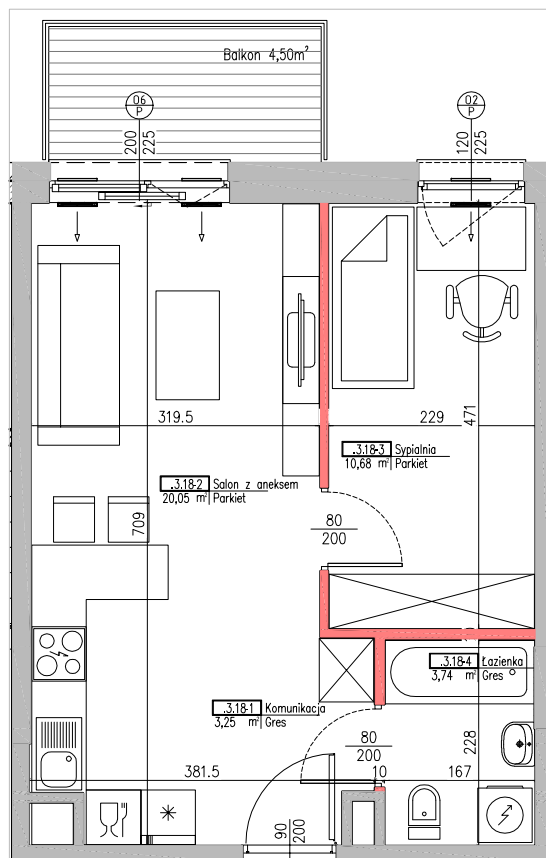 Balkon 4,50m²
O6
P
200
225
O2
P
120
225
319.5
229
471
.3.18-3 Sypialnia
10,68 m² Parkiet
.3.18-2 Salon z aneksem
20,05 m² Parkiet
709
80
200
.3.18-4 Łazienka
3,74 m² Gres
.3.18-1 Komunikacja
3,25 m² Gres
80
200
228
381.5
10
167
90
200